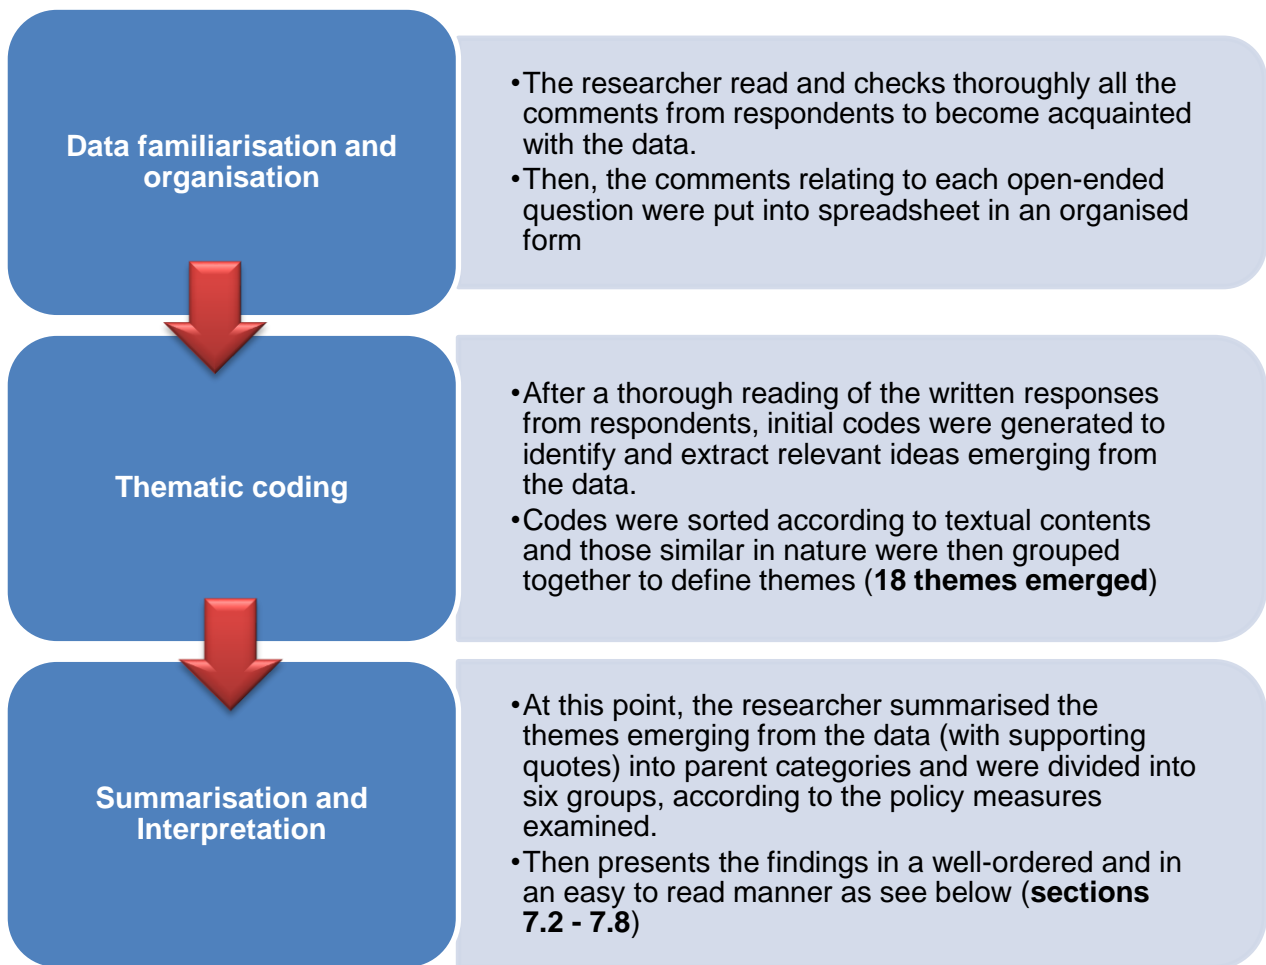 Data familiarisation and
organisation
•The researcher read and checks thoroughly all the
comments from respondents to become acquainted
with the data.
•Then, the comments relating to each open-ended
question were put into spreadsheet in an organised
form
Thematic coding
•After a thorough reading of the written responses
from respondents, initial codes were generated to
identify and extract relevant ideas emerging from
the data.
•Codes were sorted according to textual contents
and those similar in nature were then grouped
together to define themes (18 themes emerged)
Summarisation and
Interpretation
•At this point, the researcher summarised the
themes emerging from the data (with supporting
quotes) into parent categories and were divided into
six groups, according to the policy measures
examined.
•Then presents the findings in a well-ordered and in
an easy to read manner as see below (sections
7.2 - 7.8)